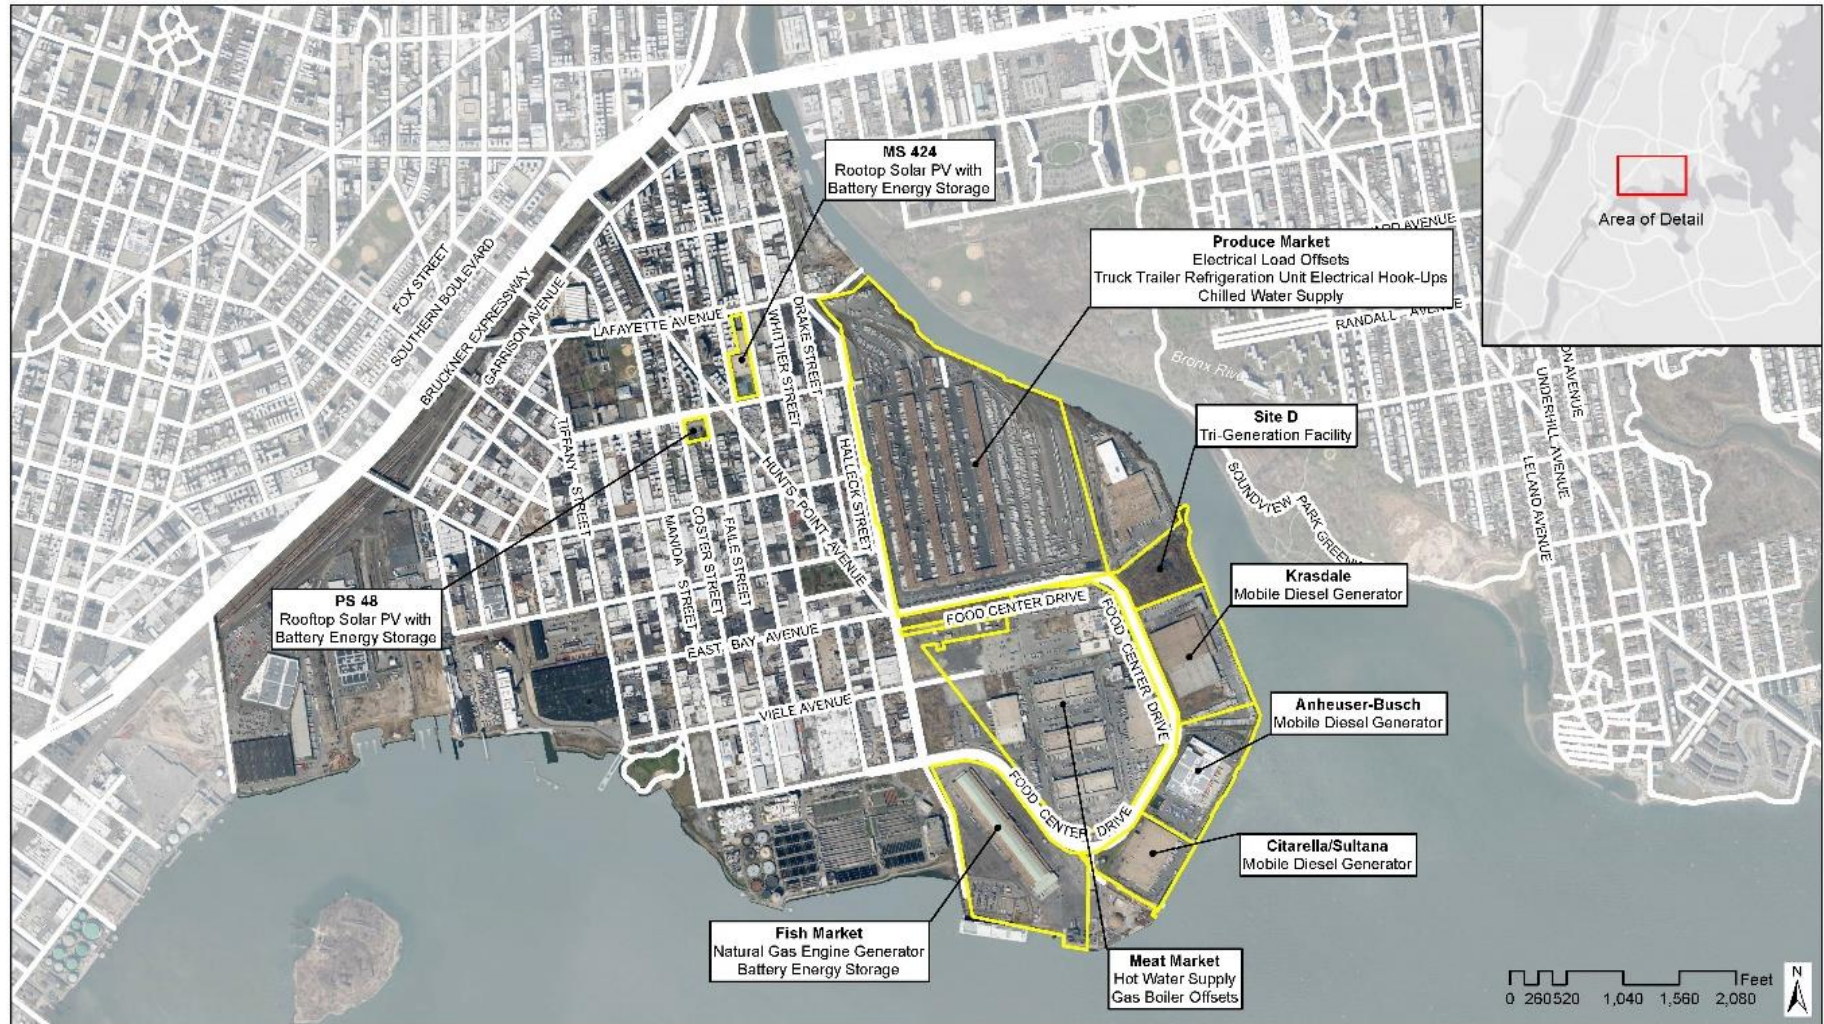 MS 424
Rootop Solar PV with
Battery Energy Storage
Area of Detail
Produce Market
Electrical Load Offsets
Truck Trailer Refrigeration Unit Electrical Hook-Ups
Chilled Water Supply
FOX STREET
SOUTHERN BOULEVARD
BRUCKNER EXPRESSWAY
GARRISON AVENUE
LAFAYETTE AVENUE
DRAKE STREET
WHITTIER STREET
RANDALL AVENUE
Bronx River
Site D
Tri-Generation Facility
TIFFANY STREET
HALLECK STREET
HUNTS POINT AVENUE
MANIDA STREET
COSTER STREET
FAILE STREET
SOUNDVIEW PARK
UNDERHILL AVENUE
LELAND AVENUE
Krasdale
Mobile Diesel Generator
PS 48
Rooftop Solar PV with
Battery Energy Storage
FOOD CENTER DRIVE
FOOD CENTER DRIVE
EAST BAY AVENUE
VIELE AVENUE
Anheuser-Busch
Mobile Diesel Generator
FOOD CENTER DRIVE
Citarella/Sultana
Mobile Diesel Generator
Fish Market
Natural Gas Engine Generator
Battery Energy Storage
Meat Market
Hot Water Supply
Gas Boiler Offsets
Feet
0 260 520 1,040 1,560 2,080
N